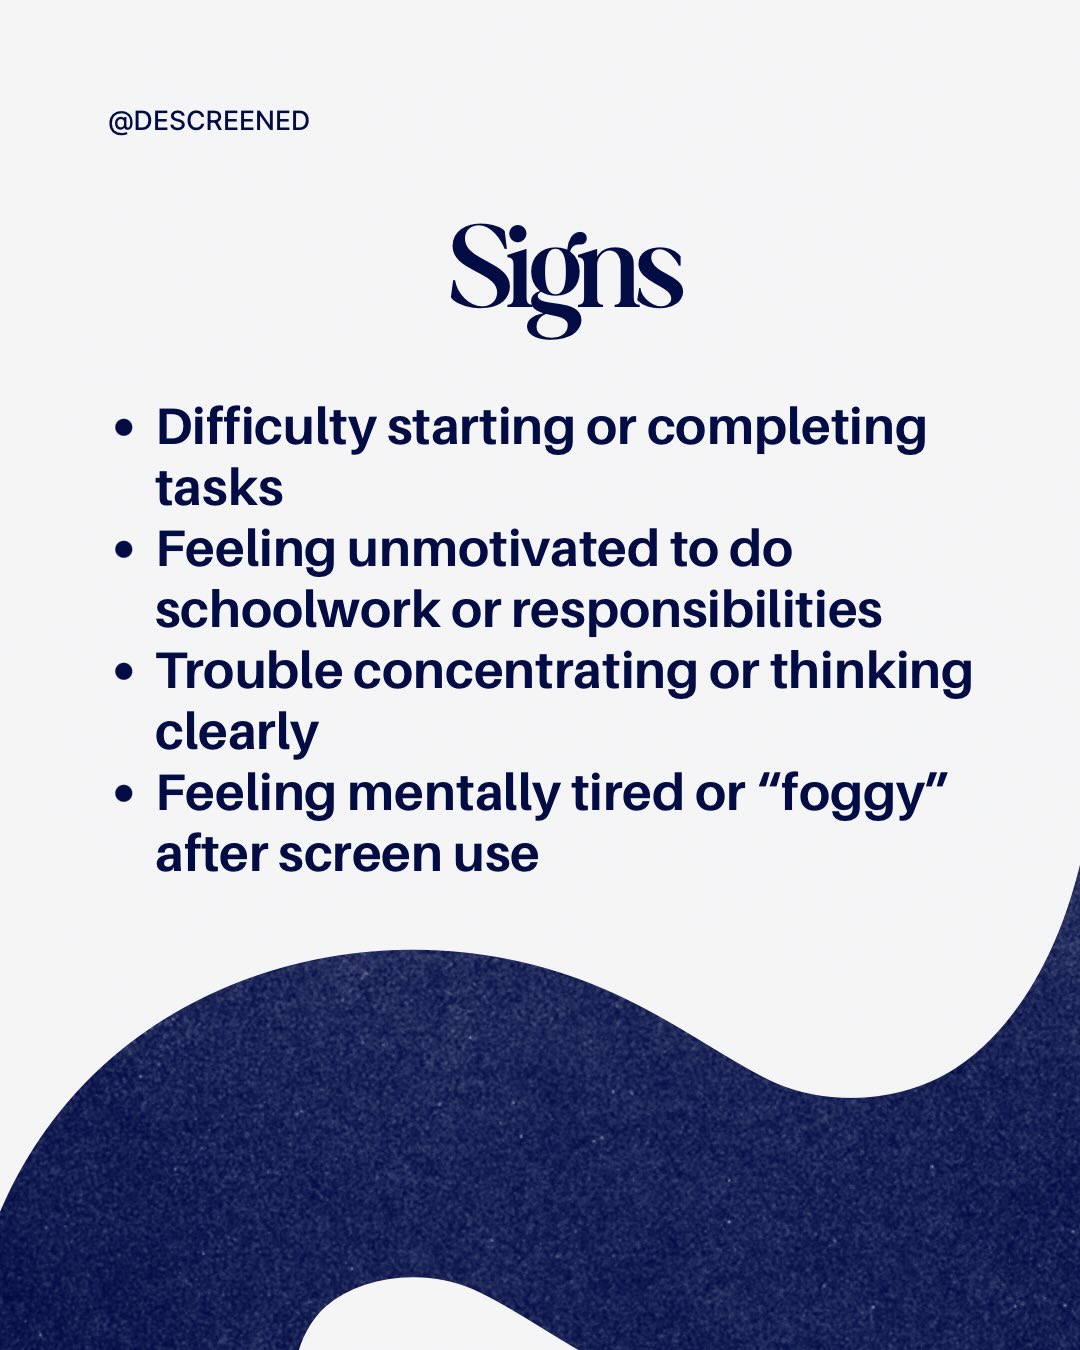 @DESCREENED
Signs
• Difficulty starting or completing
tasks
• Feeling unmotivated to do
schoolwork or responsibilities
• Trouble concentrating or thinking
clearly
• Feeling mentally tired or “foggy”
after screen use